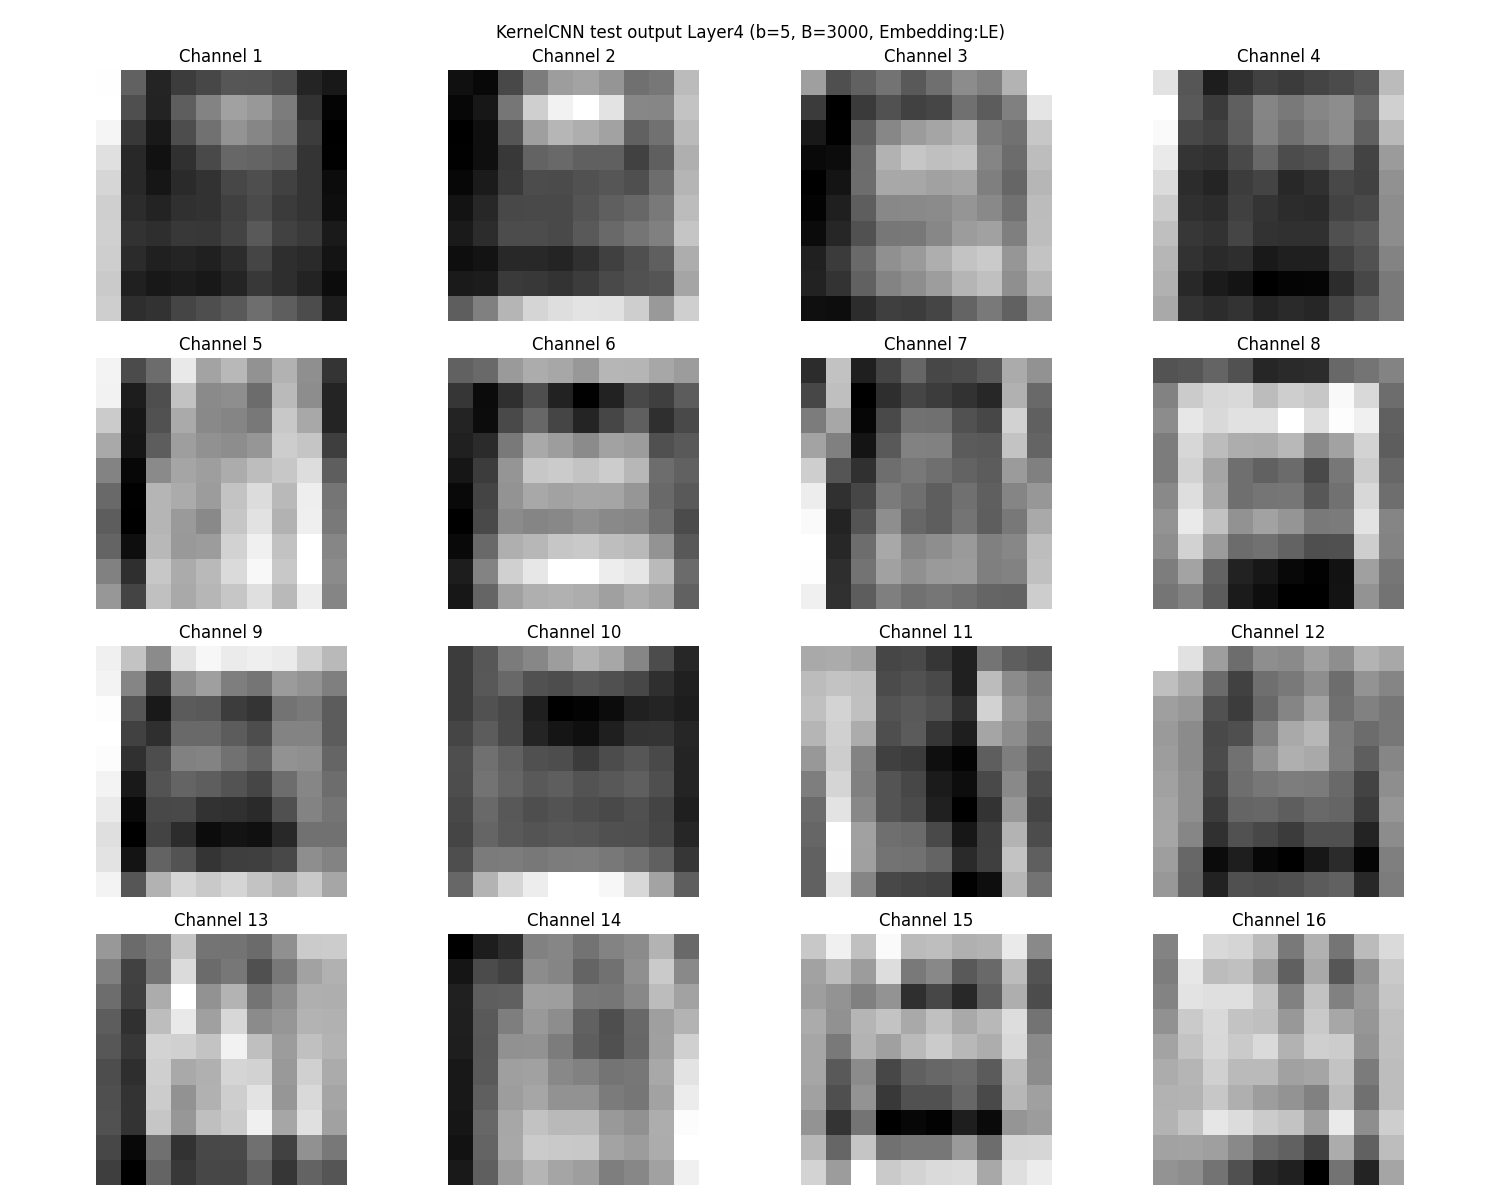 KernelCNN test output Layer4 (b=5, B=3000, Embedding:LE)
Channel 1
Channel 2
Channel 3
Channel 4
Channel 5
Channel 6
Channel 7
Channel 8
Channel 9
Channel 10
Channel 11
Channel 12
Channel 13
Channel 14
Channel 15
Channel 16